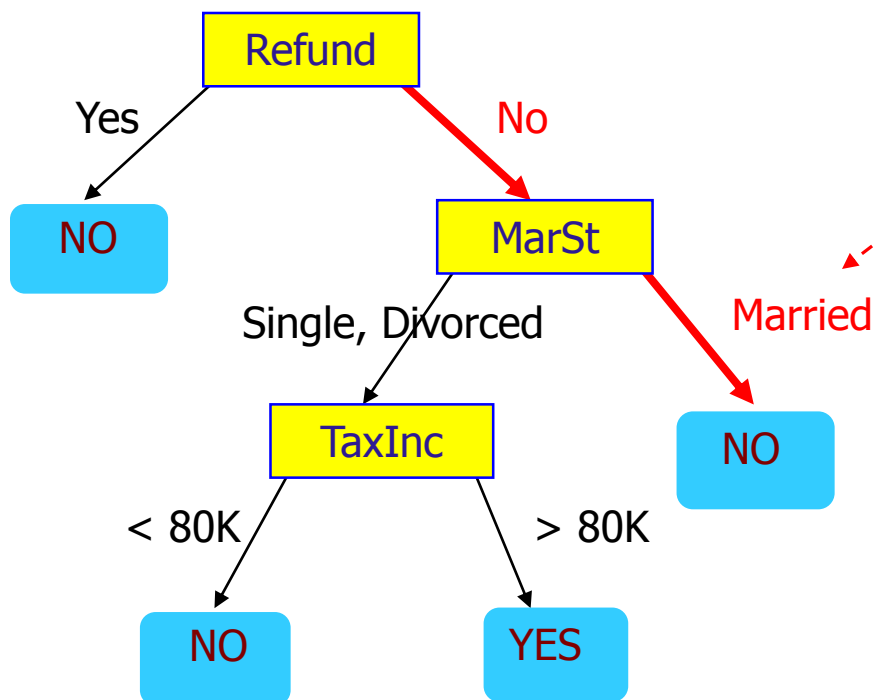 Refund
Yes
No
NO
MarSt
Single, Divorced
Married
TaxInc
NO
< 80K
> 80K
NO
YES